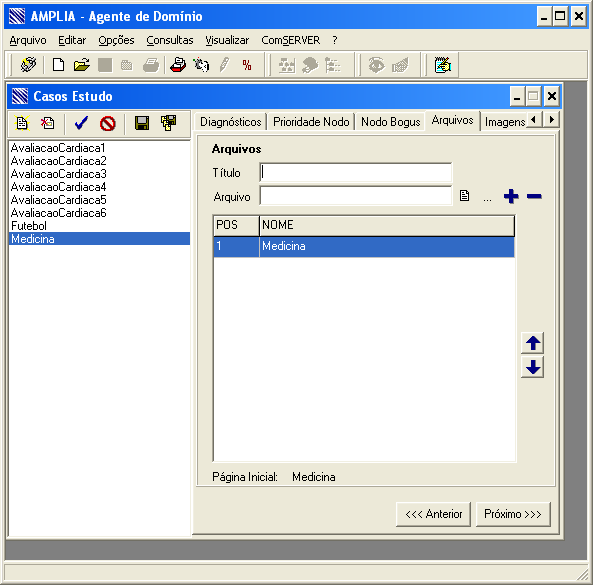 AMPLIA - Agente de Domínio
Arquivo Editar Opções Consultas Visualizar ComSERVER ?
%
Casos Estudo
Diagnósticos Prioridade Nodo Nodo Bogus Arquivos Imagens
AvaliacaoCardiaca1
AvaliacaoCardiaca2
AvaliacaoCardiaca3
AvaliacaoCardiaca4
AvaliacaoCardiaca5
AvaliacaoCardiaca6
Futebol
Medicina
Arquivos
Título
Arquivo ...
POS NOME
1 Medicina
Página Inicial: Medicina
<<< Anterior Próximo >>>